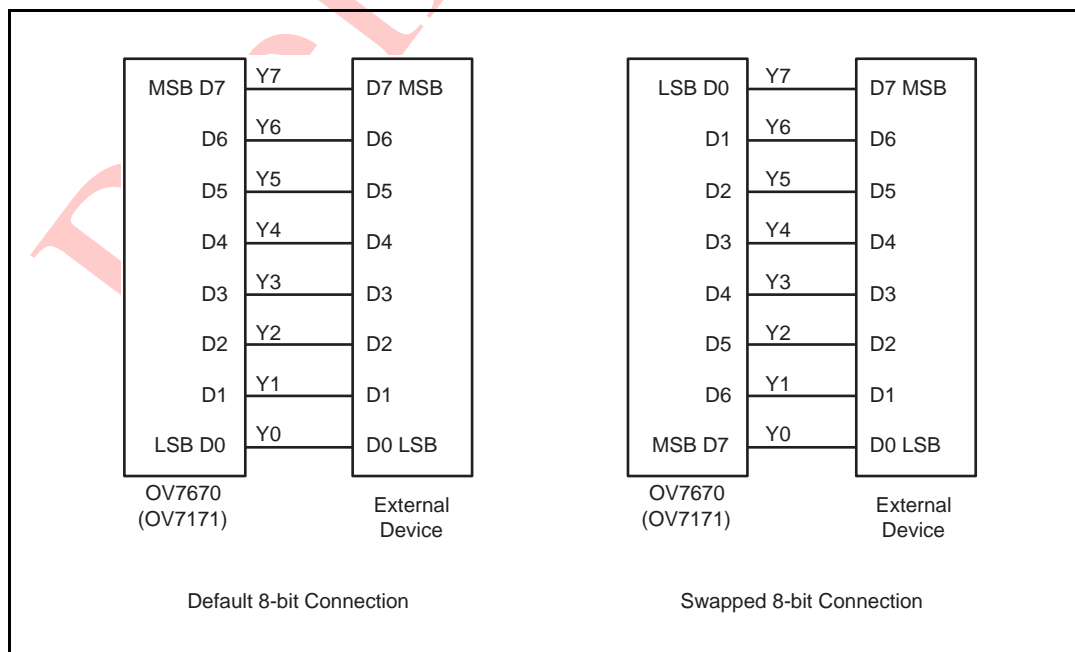 MSB D7 Y7 D7 MSB
D6 Y6 D6
D5 Y5 D5
D4 Y4 D4
D3 Y3 D3
D2 Y2 D2
D1 Y1 D1
LSB D0 Y0 D0 LSB
OV7670
(OV7171)
External
Device
Default 8-bit Connection
LSB D0 Y7 D7 MSB
D1 Y6 D6
D2 Y5 D5
D3 Y4 D4
D4 Y3 D3
D5 Y2 D2
D6 Y1 D1
MSB D7 Y0 D0 LSB
OV7670
(OV7171)
External
Device
Swapped 8-bit Connection